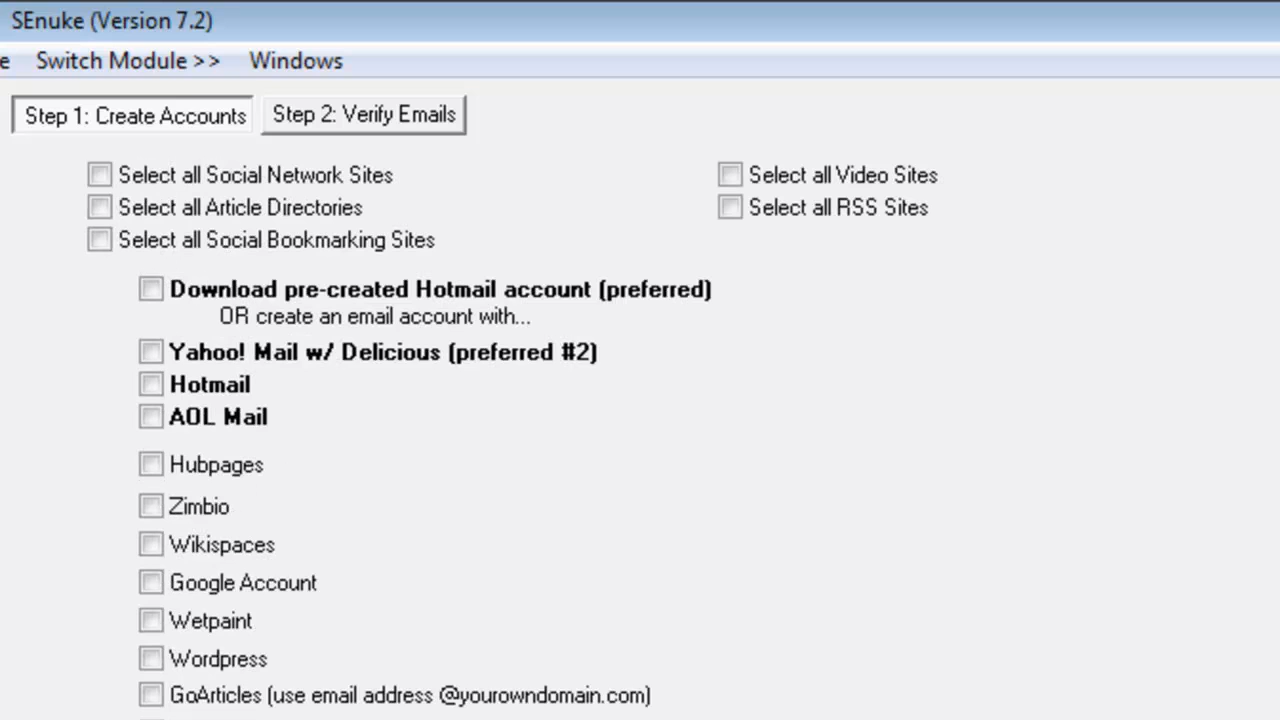 SEnuke (Version 7.2)
e Switch Module >> Windows
Step 1: Create Accounts Step 2: Verify Emails
Select all Social Network Sites Select all Video Sites
Select all Article Directories Select all RSS Sites
Select all Social Bookmarking Sites
Download pre-created Hotmail account (preferred)
OR create an email account with...
Yahoo! Mail w/ Delicious (preferred #2)
Hotmail
AOL Mail
Hubpages
Zimbio
Wikispaces
Google Account
Wetpaint
Wordpress
GoArticles (use email address @yourowndomain.com)